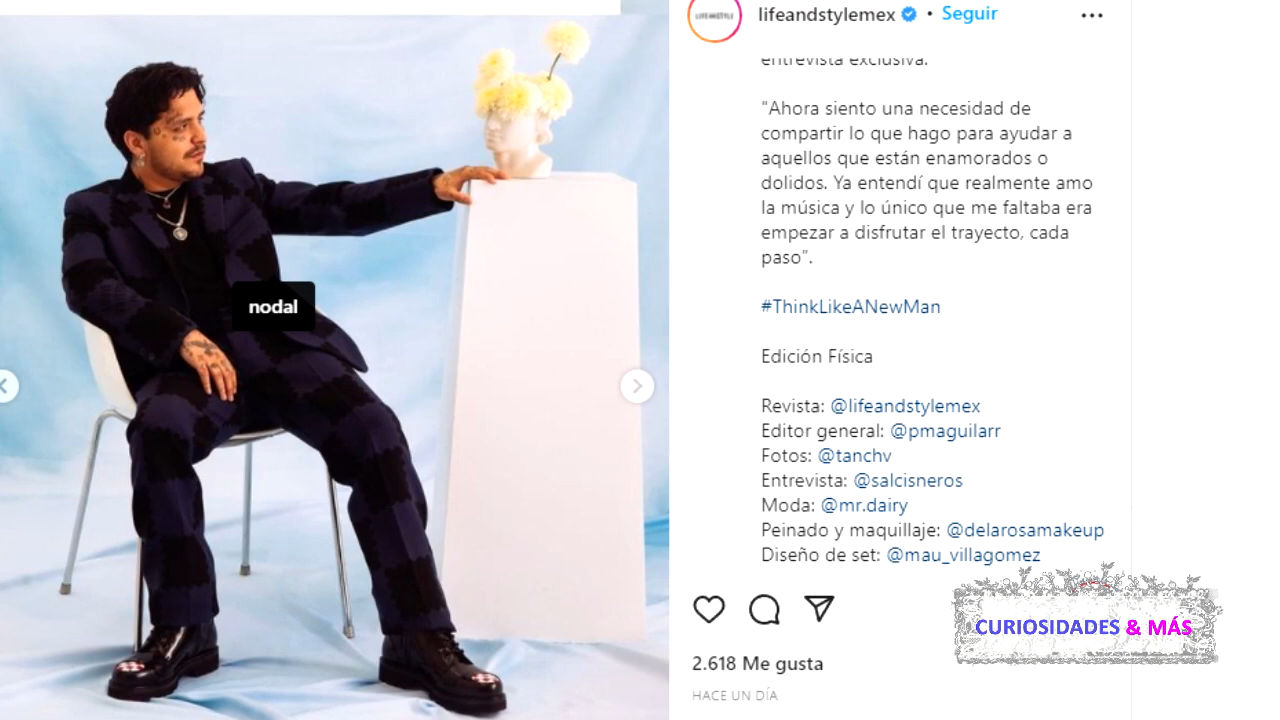 lifeandstylemex • Seguir
entrevista exclusiva.
"Ahora siento una necesidad de
compartir lo que hago para ayudar a
aquellos que están enamorados o
dolidos. Ya entendí que realmente amo
la música y lo único que me faltaba era
empezar a disfrutar el trayecto, cada
paso".
#ThinkLikeANewMan
Edición Física
Revista: @lifeandstylemex
Editor general: @pmaguilarr
Fotos: @tanchv
Entrevista: @salcisneros
Moda: @mr.dairy
Peinado y maquillaje: @delarosamakeup
Diseño de set: @mau_villagomez
2.618 Me gusta
HACE UN DÍA
nodal
CURIOSIDADES & MÁS